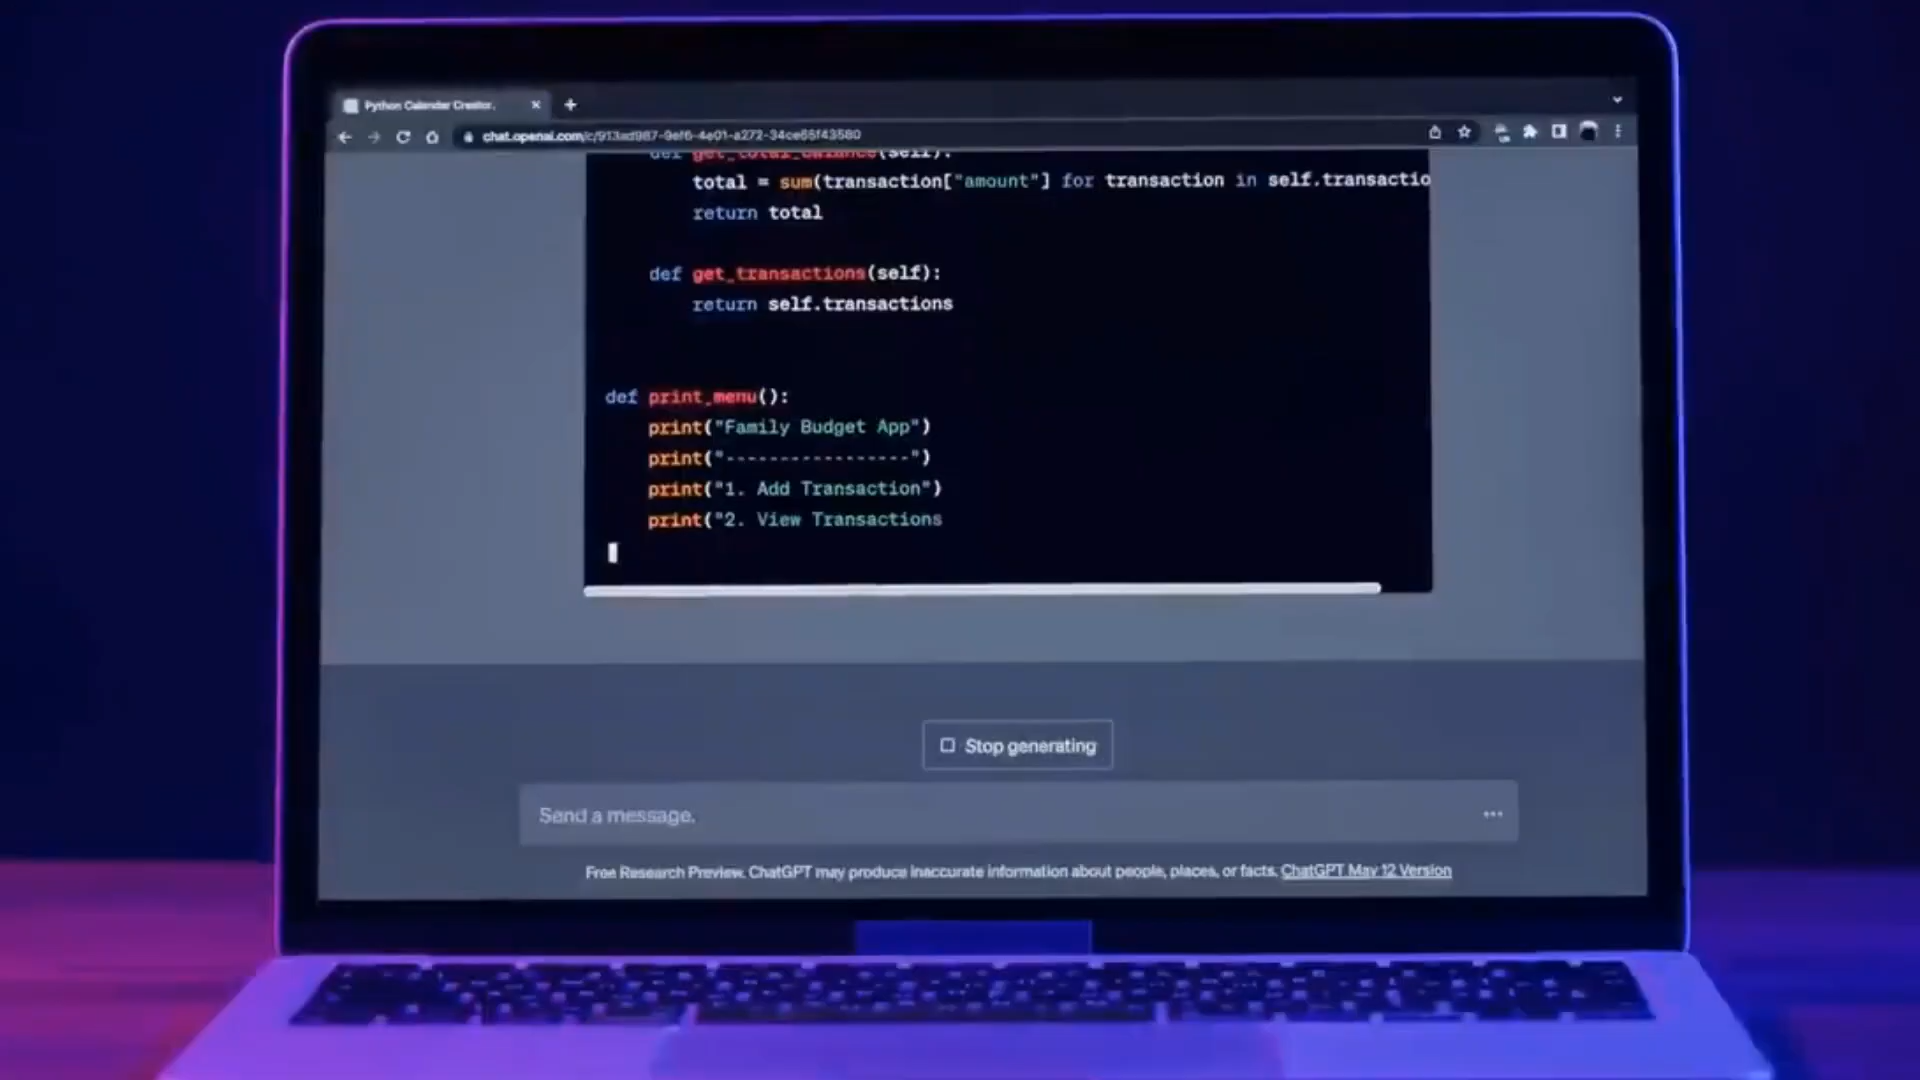 Python Calendar Creator.
chat.openai.com/c/913ad987-9ef6-4e01-a272-34ce65f43580
def get_total_balance(self):
total = sum(transaction["amount"] for transaction in self.transactio
return total
def get_transactions(self):
return self.transactions
def print_menu():
print("Family Budget App")
print("-----------------")
print("1. Add Transaction")
print("2. View Transactions
Stop generating
Send a message.
Free Research Preview. ChatGPT may produce inaccurate information about people, places, or facts. ChatGPT May 12 Version